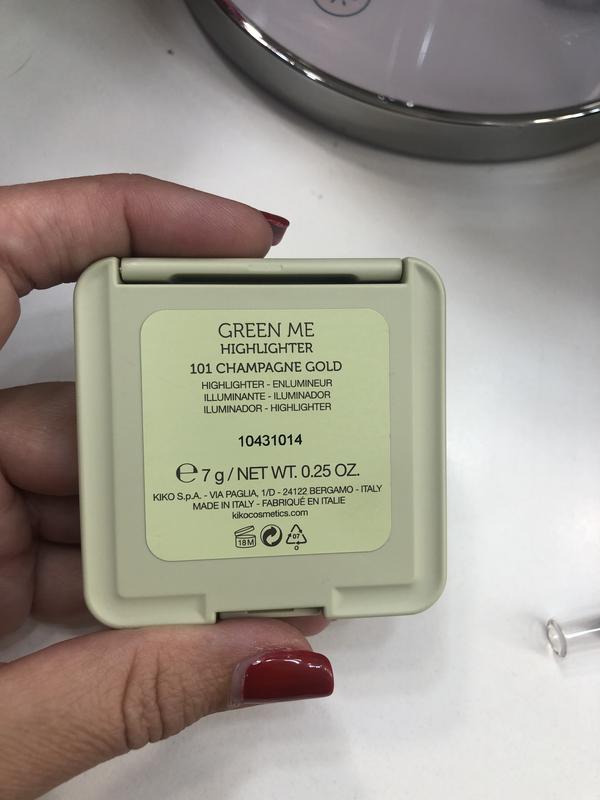 GREEN ME
HIGHLIGHTER
101 CHAMPAGNE GOLD
HIGHLIGHTER - ENLUMINEUR
ILLUMINANTE - ILUMINADOR
ILUMINADOR - HIGHLIGHTER
10431014
℮ 7 g / NET WT. 0.25 OZ.
KIKO S.p.A. - VIA PAGLIA, 1/D - 24122 BERGAMO - ITALY
MADE IN ITALY - FABRIQUÉ EN ITALIE
kikocosmetics.com
18M 07
O